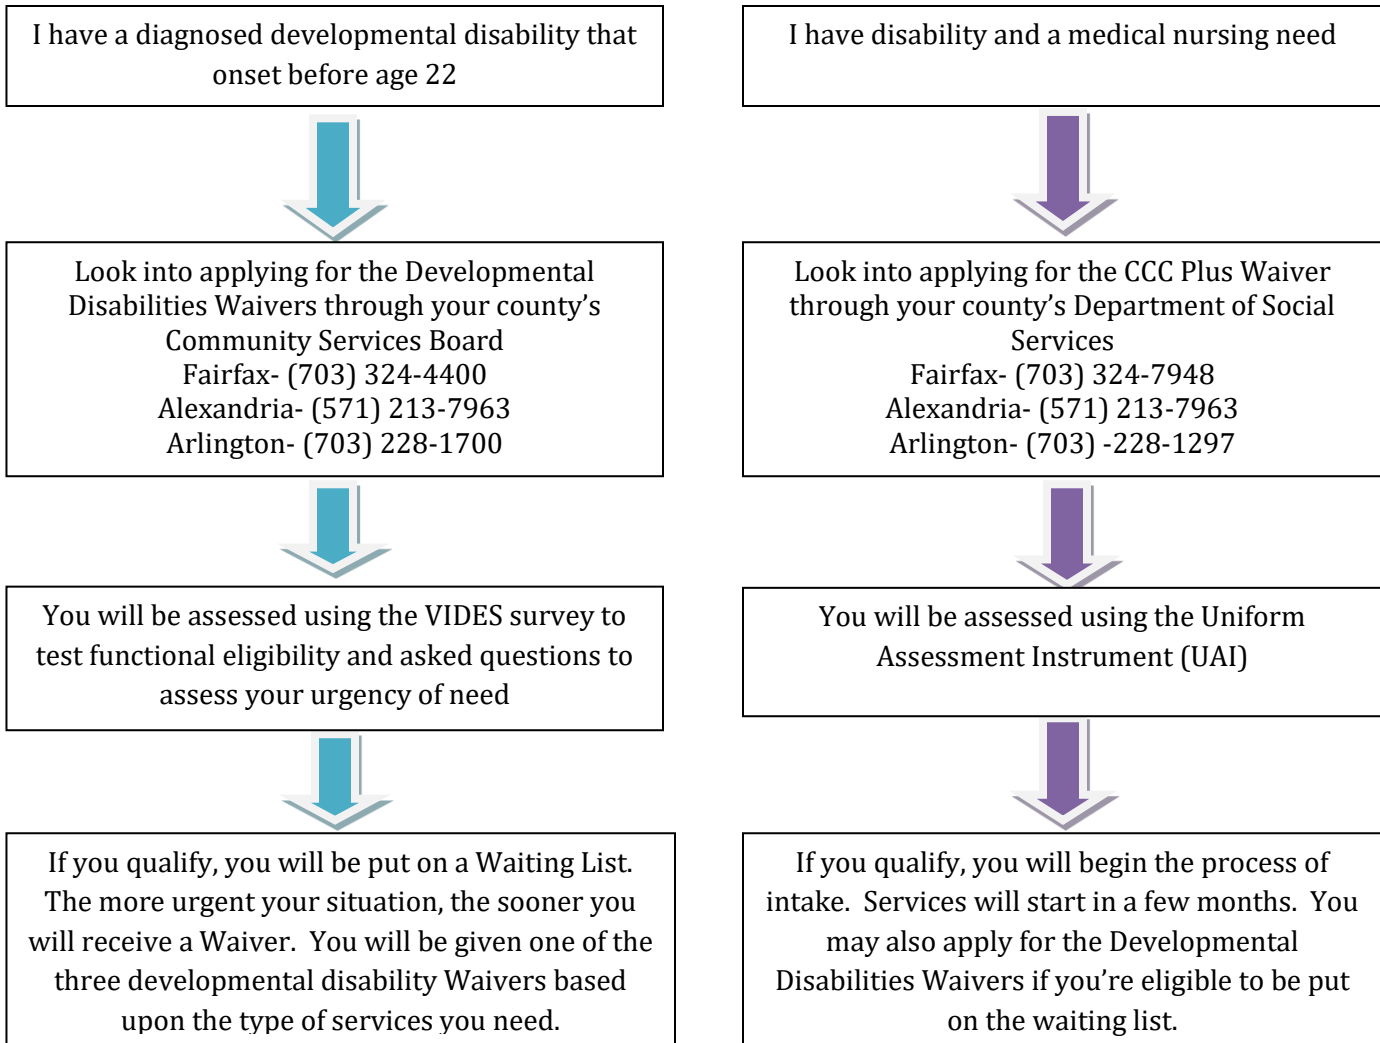 I have a diagnosed developmental disability that
onset before age 22
Look into applying for the Developmental
Disabilities Waivers through your county’s
Community Services Board
Fairfax- (703) 324-4400
Alexandria- (571) 213-7963
Arlington- (703) 228-1700
You will be assessed using the VIDES survey to
test functional eligibility and asked questions to
assess your urgency of need
If you qualify, you will be put on a Waiting List.
The more urgent your situation, the sooner you
will receive a Waiver.  You will be given one of the
three developmental disability Waivers based
upon the type of services you need.
I have disability and a medical nursing need
Look into applying for the CCC Plus Waiver
through your county’s Department of Social
Services
Fairfax- (703) 324-7948
Alexandria- (571) 213-7963
Arlington- (703) -228-1297
You will be assessed using the Uniform
Assessment Instrument (UAI)
If you qualify, you will begin the process of
intake.  Services will start in a few months.  You
may also apply for the Developmental
Disabilities Waivers if you’re eligible to be put
on the waiting list.